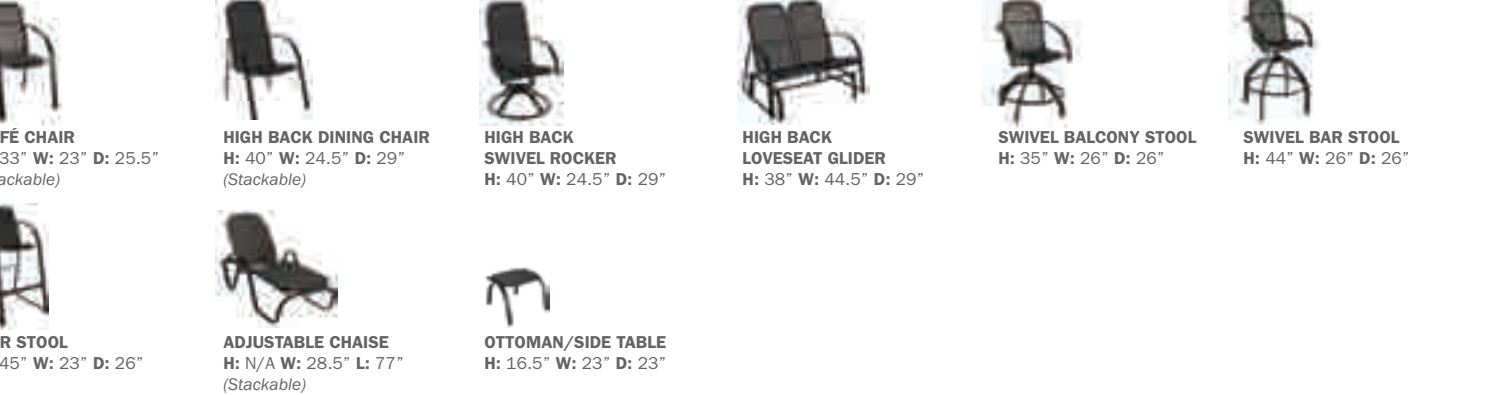 FÉ CHAIR
33” W: 23” D: 25.5”
ackable)
HIGH BACK DINING CHAIR
H: 40” W: 24.5” D: 29”
(Stackable)
HIGH BACK
SWIVEL ROCKER
H: 40” W: 24.5” D: 29”
HIGH BACK
LOVESEAT GLIDER
H: 38” W: 44.5” D: 29”
SWIVEL BALCONY STOOL
H: 35” W: 26” D: 26”
SWIVEL BAR STOOL
H: 44” W: 26” D: 26”
R STOOL
45” W: 23” D: 26”
ADJUSTABLE CHAISE
H: N/A W: 28.5” L: 77”
(Stackable)
OTTOMAN/SIDE TABLE
H: 16.5” W: 23” D: 23”